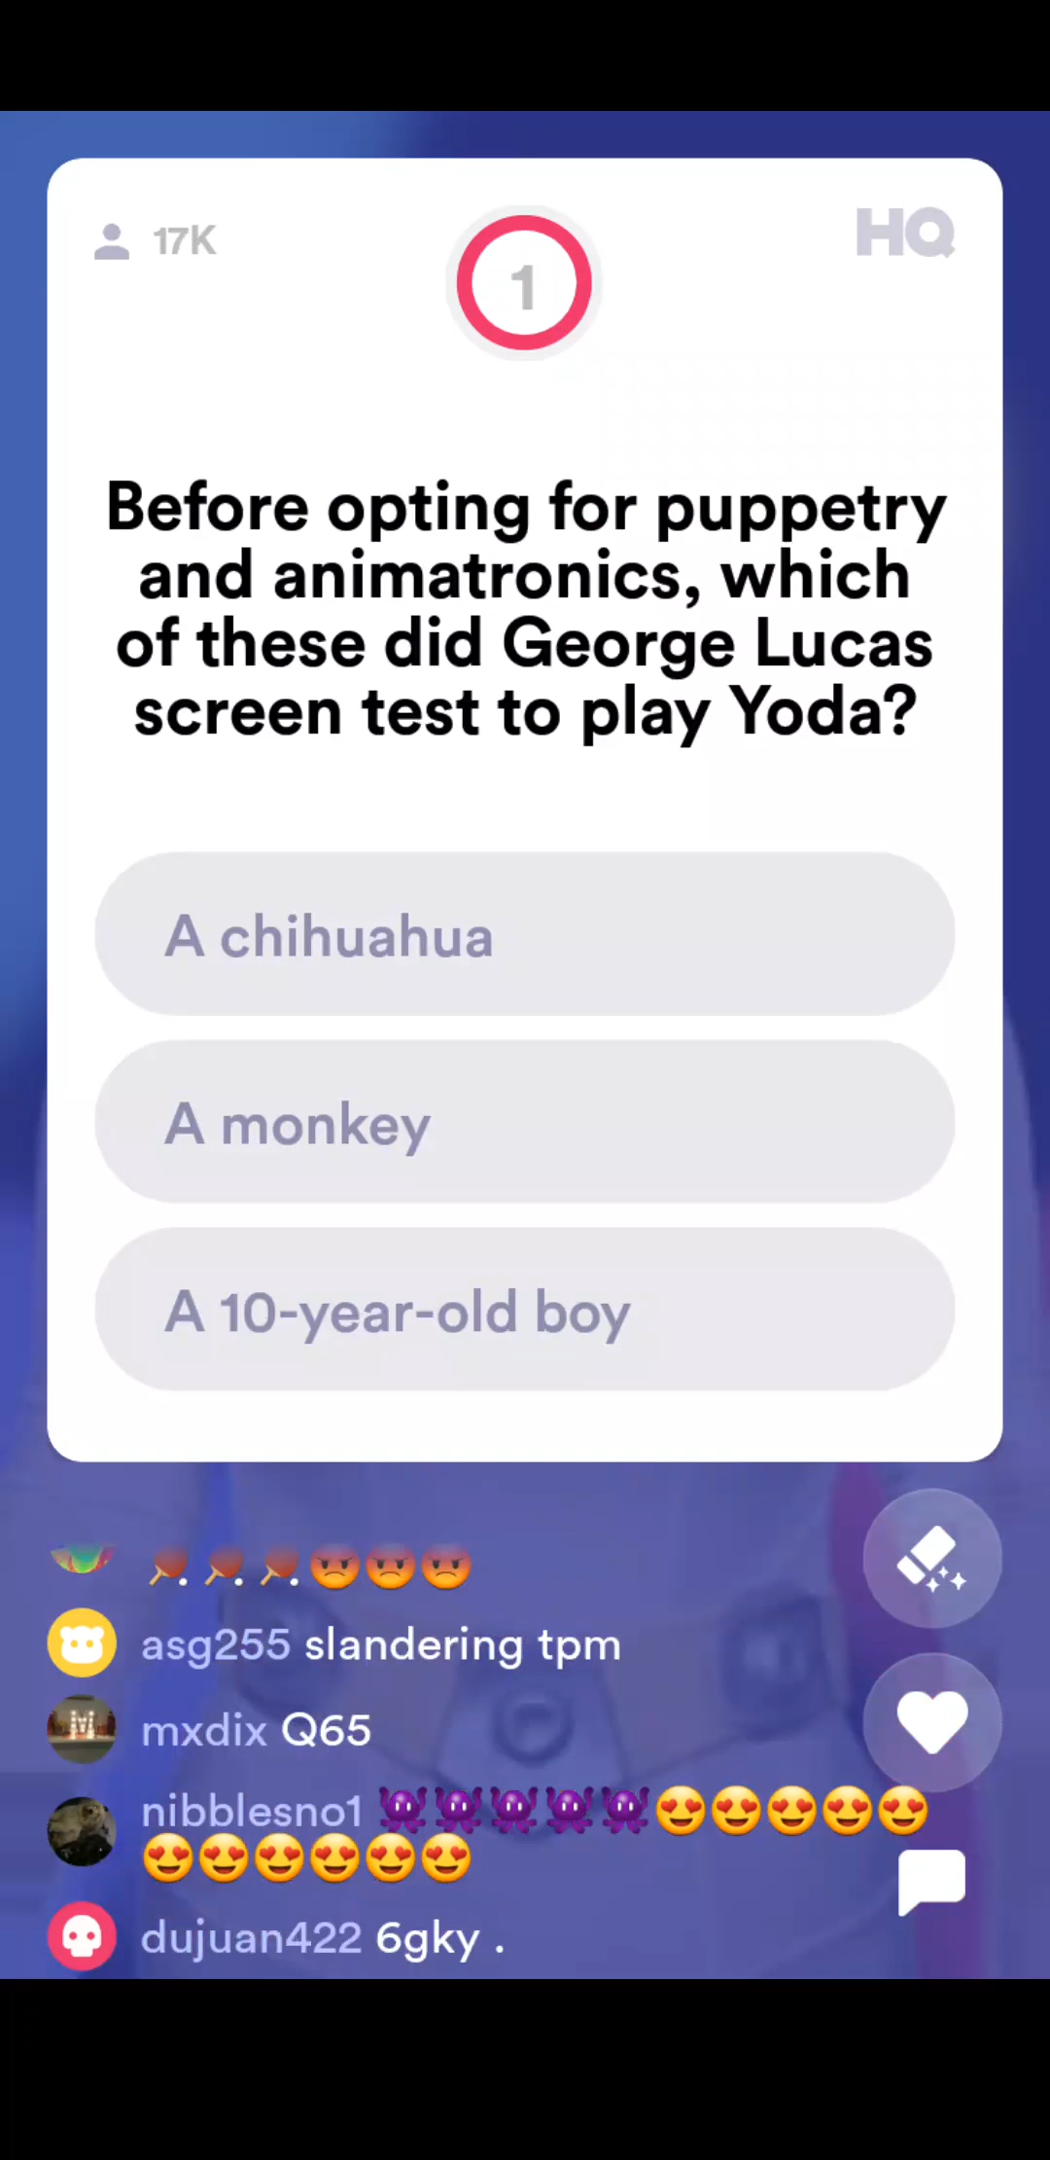 17K
1
HQ
Before opting for puppetry
and animatronics, which
of these did George Lucas
screen test to play Yoda?
A chihuahua
A monkey
A 10-year-old boy
asg255 slandering tpm
mxdix Q65
nibblesno1
dujuan422 6gky .